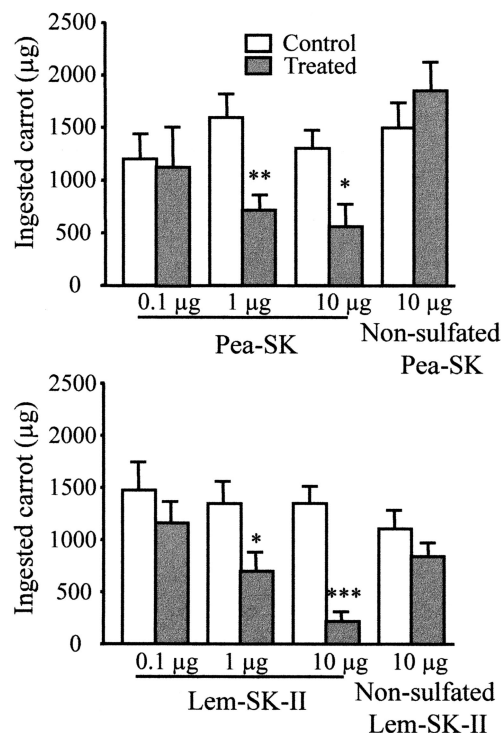 Control
Treated
Ingested carrot (µg)
2500
2000
1500
1000
500
0
**
*
0.1 µg 1 µg 10 µg 10 µg
Pea-SK
Non-sulfated
Pea-SK
Ingested carrot (µg)
2500
2000
1500
1000
500
0
*
***
0.1 µg 1 µg 10 µg 10 µg
Lem-SK-II
Non-sulfated
Lem-SK-II